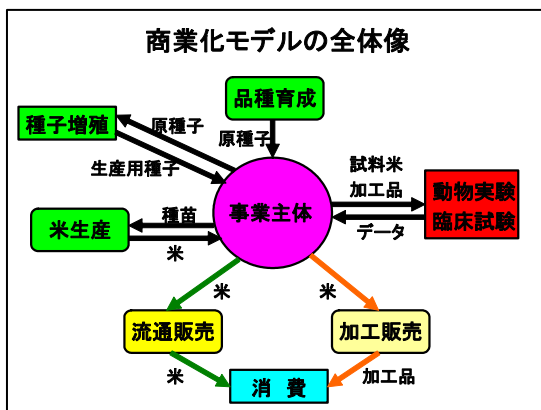 商業化モデルの全体像
品種育成
種子増殖
原種子
原種子
生産用種子
試料米
加工品
動物実験
臨床試験
事業主体
種苗
米生産
データ
米
米
米
流通販売
加工販売
米
加工品
消 費